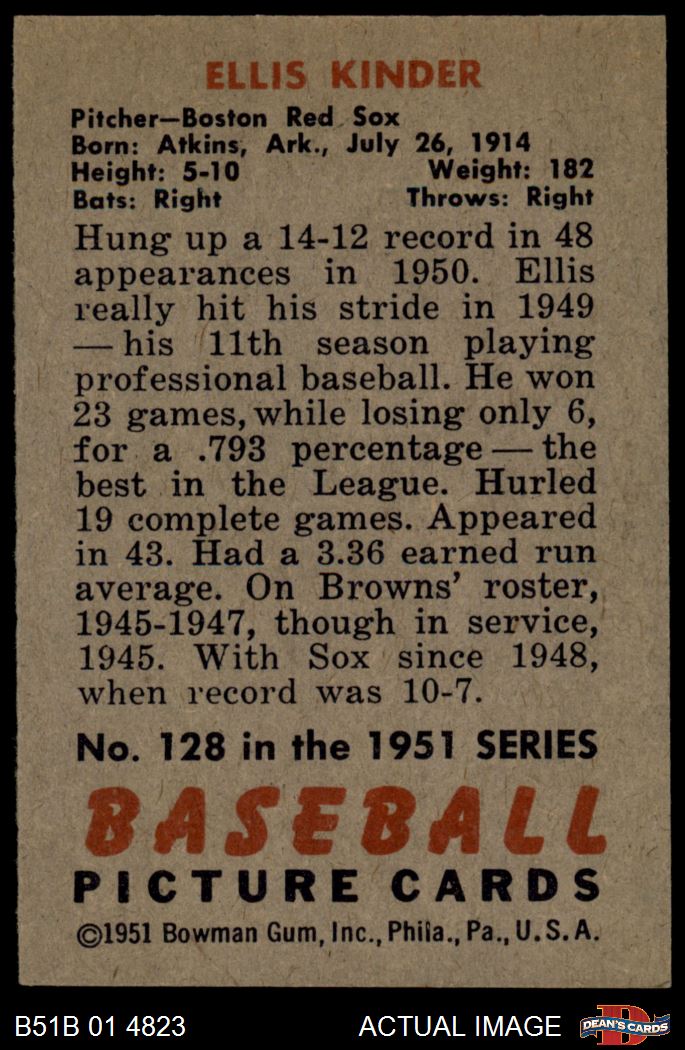 ELLIS KINDER
Pitcher—Boston Red Sox
Born: Atkins, Ark., July 26, 1914
Height: 5-10 Weight: 182
Bats: Right Throws: Right
Hung up a 14-12 record in 48
appearances in 1950. Ellis
really hit his stride in 1949
—his 11th season playing
professional baseball. He won
23 games, while losing only 6,
for a .793 percentage—the
best in the League. Hurled
19 complete games. Appeared
in 43. Had a 3.36 earned run
average. On Browns' roster,
1945-1947, though in service,
1945. With Sox since 1948,
when record was 10-7.
No. 128 in the 1951 SERIES
BASEBALL
PICTURE CARDS
©1951 Bowman Gum, Inc., Phila., Pa., U.S.A.
B51B 01 4823 ACTUAL IMAGE DEAN'S CARDS